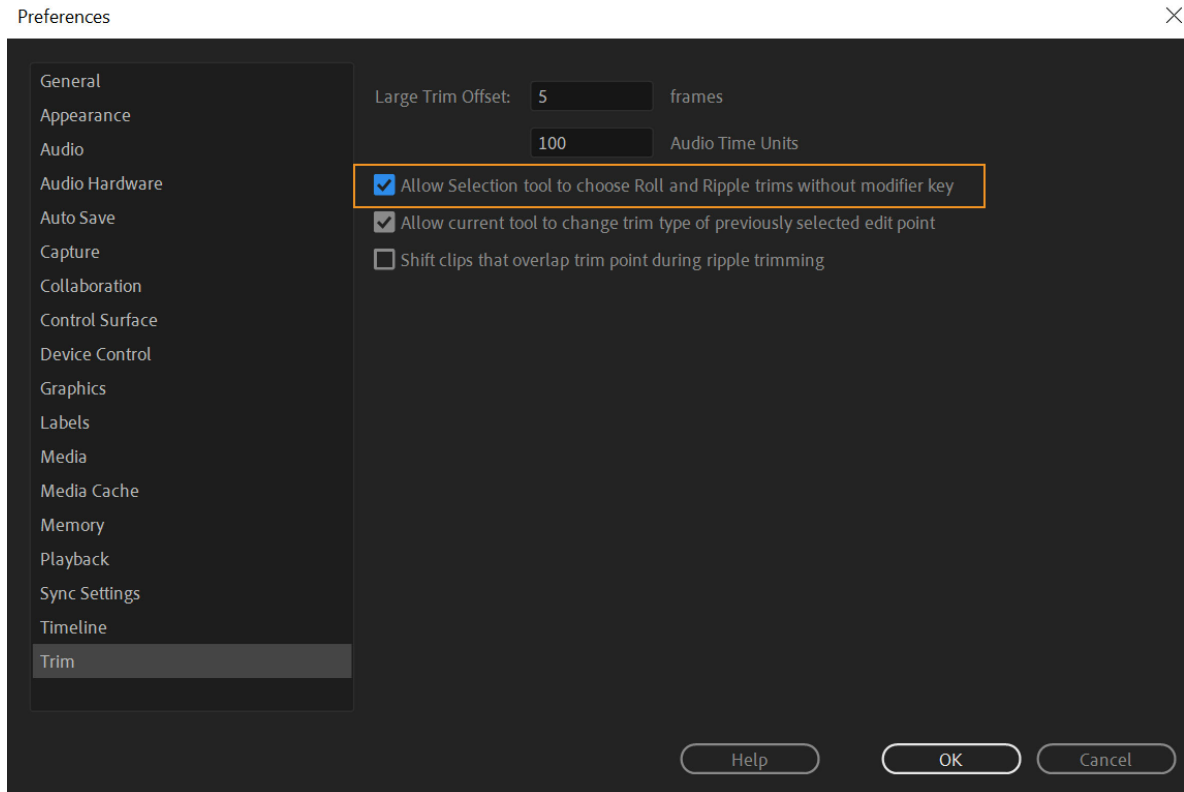 Preferences
General
Appearance
Audio
Audio Hardware
Auto Save
Capture
Collaboration
Control Surface
Device Control
Graphics
Labels
Media
Media Cache
Memory
Playback
Sync Settings
Timeline
Trim
Large Trim Offset: 5 frames
100 Audio Time Units
Allow Selection tool to choose Roll and Ripple trims without modifier key
Allow current tool to change trim type of previously selected edit point
Shift clips that overlap trim point during ripple trimming
Help OK Cancel